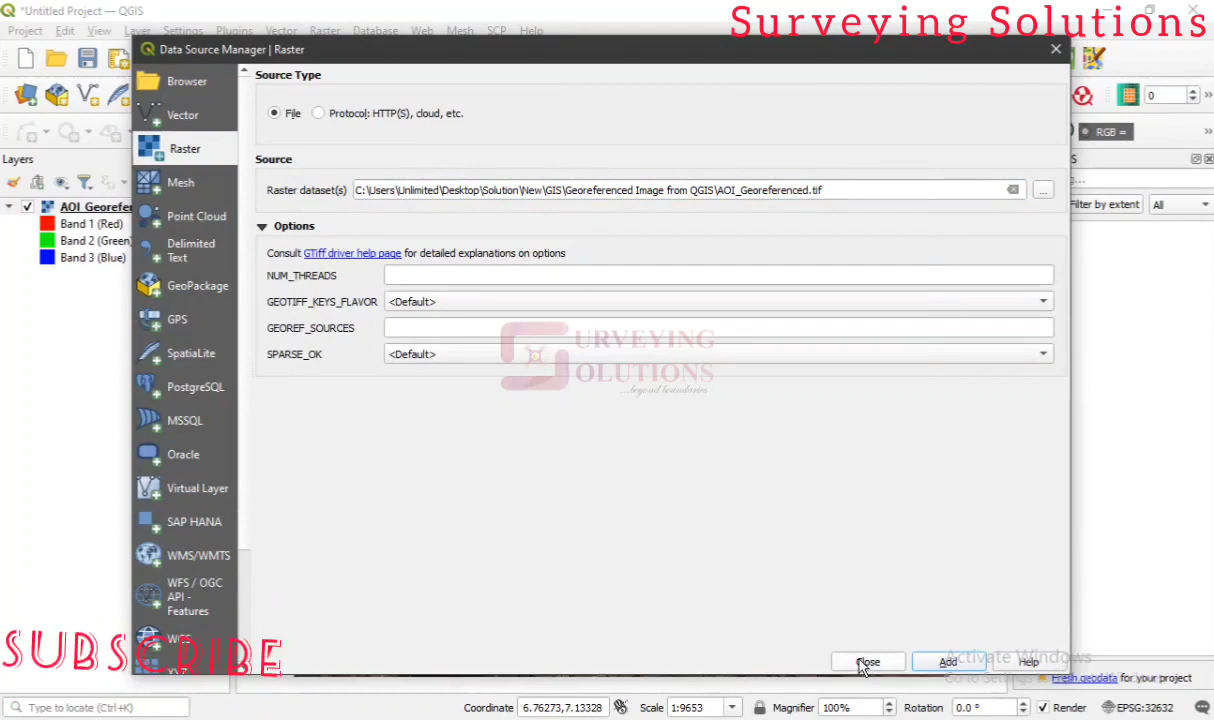 *Untitled Project — QGIS
Surveying Solutions
Project Edit View Layer Settings Plugins Vector Raster Database Web Mesh SCP Help
Data Source Manager | Raster
Browser
Vector
Raster
Mesh
Point Cloud
Delimited
Text
GeoPackage
GPS
SpatiaLite
PostgreSQL
MSSQL
Oracle
Virtual Layer
SAP HANA
WMS/WMTS
WFS / OGC
API -
Features
WCS
XYZ
Source Type
File Protocol: HTTP(S), cloud, etc.
Source
Raster dataset(s) C:\Users\Unlimited\Desktop\Solution\New\GIS\Georeferenced Image from QGIS\AOI_Georeferenced.tif ...
Options
Consult GTiff driver help page for detailed explanations on options
NUM_THREADS
GEOTIFF_KEYS_FLAVOR <Default>
GEOREF_SOURCES
SPARSE_OK <Default>
SURVEYING
SOLUTIONS
...beyond boundaries
Close Add Help
Layers
AOI_Georefer
Band 1 (Red)
Band 2 (Green)
Band 3 (Blue)
0
RGB =
Filter by extent All
SUBSCRIBE
Activate Windows
Go to Settings
Fresh geodata for your project
Type to locate (Ctrl+K) Coordinate 6.76273,7.13328 Scale 1:9653 Magnifier 100% Rotation 0.0 ° Render EPSG:32632